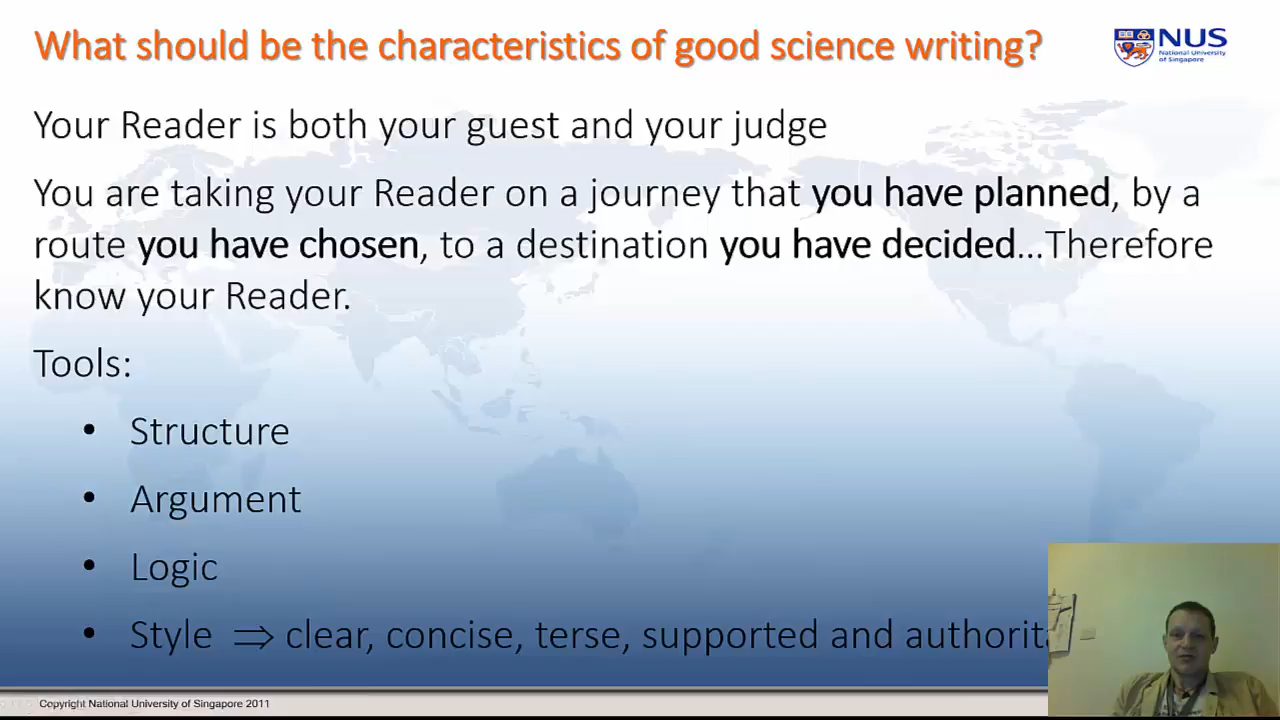 What should be the characteristics of good science writing?
NUS
National University
of Singapore
Your Reader is both your guest and your judge
You are taking your Reader on a journey that you have planned, by a
route you have chosen, to a destination you have decided…Therefore
know your Reader.
Tools:
• Structure
• Argument
• Logic
• Style ⇒ clear, concise, terse, supported and
Copyright National University of Singapore 2011